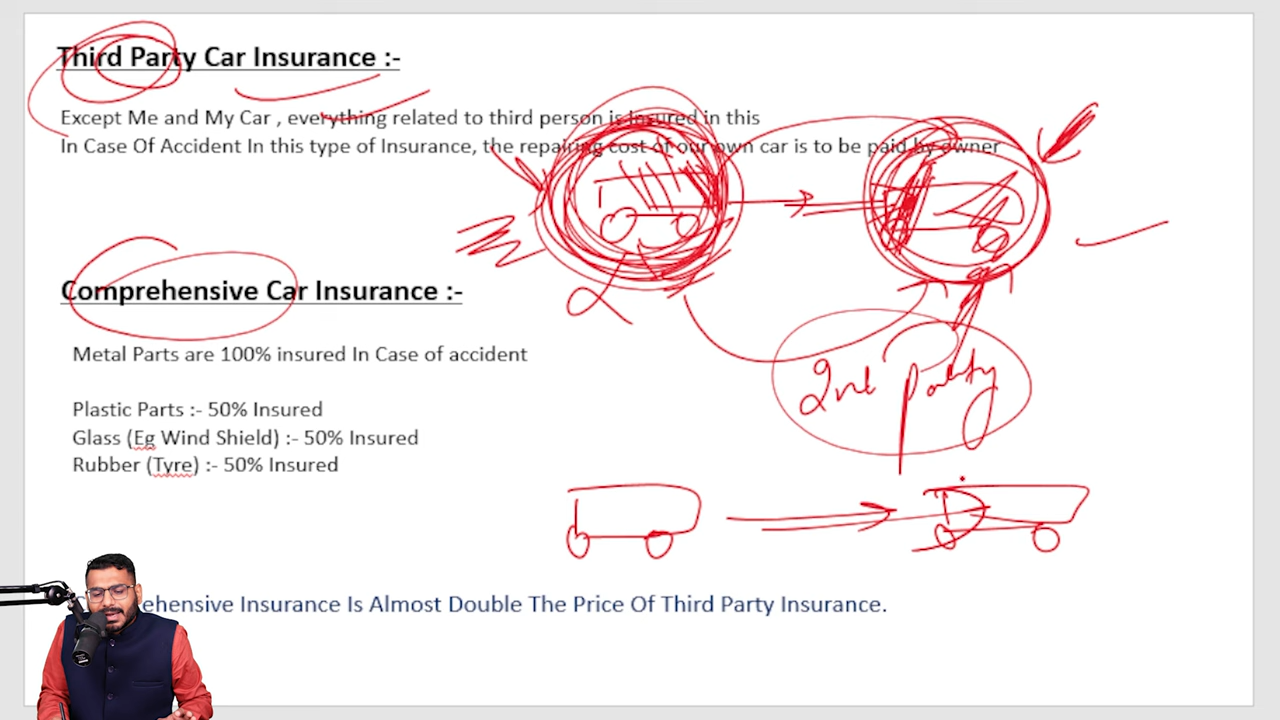 Third Party Car Insurance :-
Except Me and My Car , everything related to third person is insured in this
In Case Of Accident In this type of Insurance, the repairing cost of our own car is to be paid by owner
Comprehensive Car Insurance :-
2nd party
Metal Parts are 100% insured In Case of accident
Plastic Parts :- 50% Insured
Glass (Eg Wind Shield) :- 50% Insured
Rubber (Tyre) :- 50% Insured
ehensive Insurance Is Almost Double The Price Of Third Party Insurance.